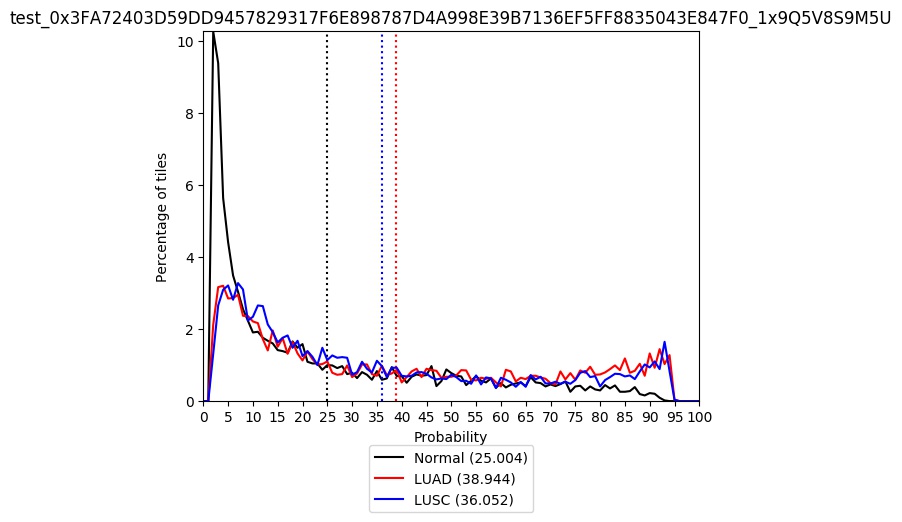 test_0x3FA72403D59DD9457829317F6E898787D4A998E39B7136EF5FF8835043E847F0_1x9Q5V8S9M5U
10
8
6
4
2
0
Percentage of tiles
0 5 10 15 20 25 30 35 40 45 50 55 60 65 70 75 80 85 90 95 100
Probability
Normal (25.004)
LUAD (38.944)
LUSC (36.052)